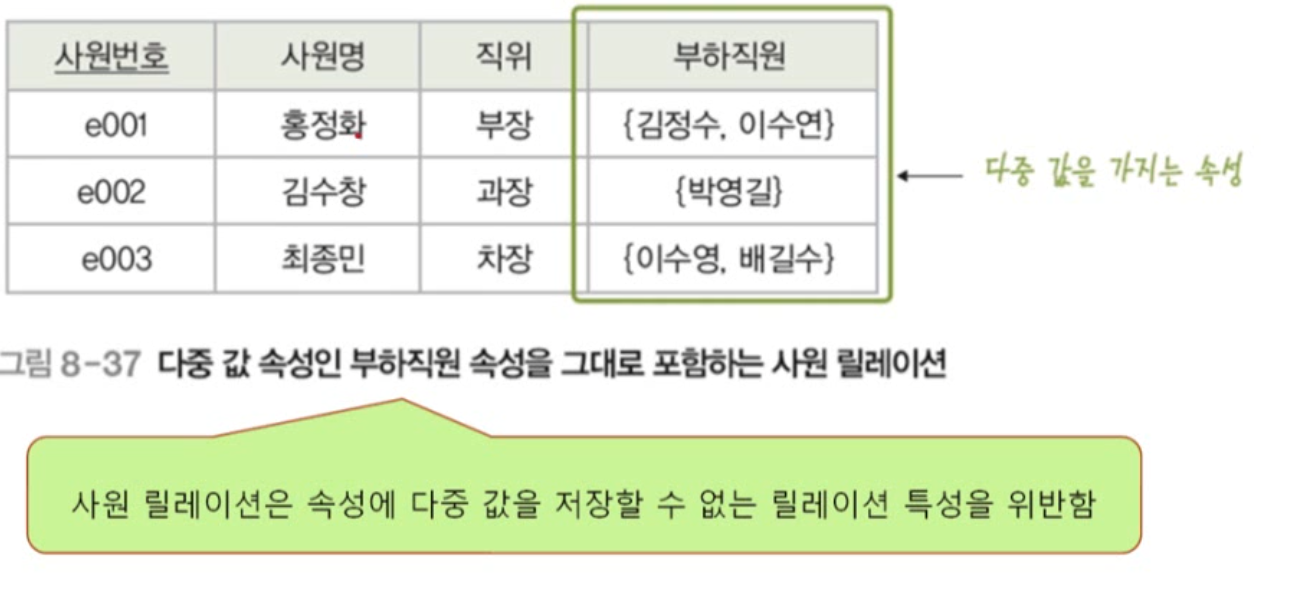 사원번호 사원명 직위 부하직원
e001 홍정화 부장 {김정수, 이수연}
e002 김수창 과장 {박영길}
e003 최종민 차장 {이수영, 배길수}
다중 값을 가지는 속성
그림 8-37 다중 값 속성인 부하직원 속성을 그대로 포함하는 사원 릴레이션
사원 릴레이션은 속성에 다중 값을 저장할 수 없는 릴레이션 특성을 위반함